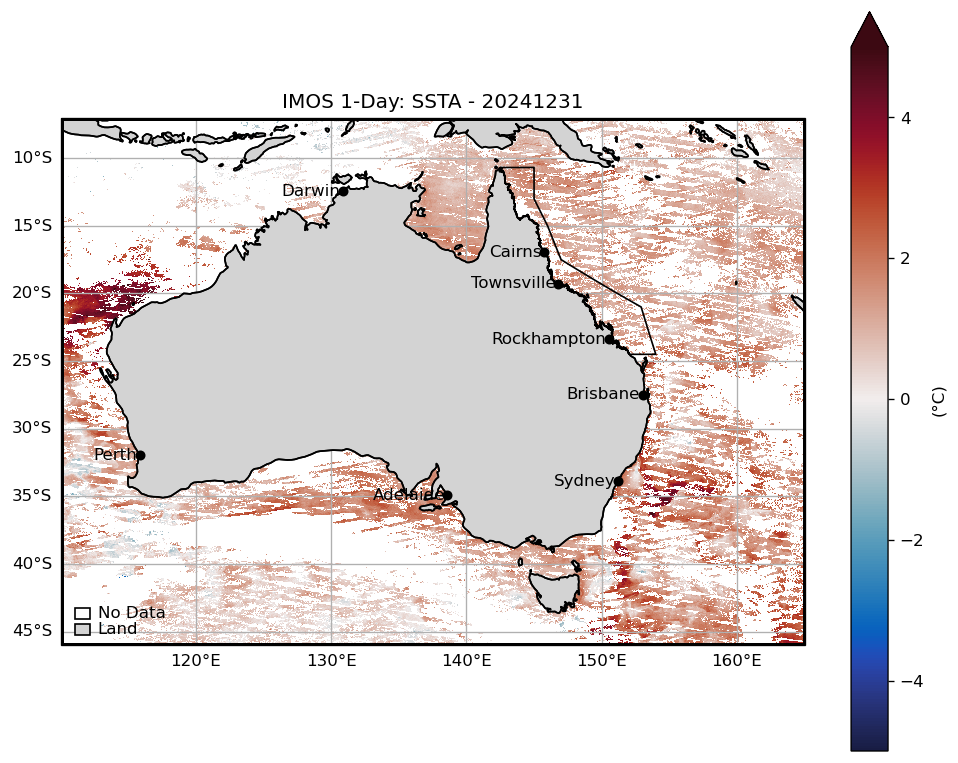 IMOS 1-Day: SSTA - 20241231
10°S
15°S
20°S
25°S
30°S
35°S
40°S
45°S
Darwin
Cairns
Townsville
Rockhampton
Brisbane
Perth
Sydney
Adelaide
No Data
Land
120°E
130°E
140°E
150°E
160°E
4
2
0
−2
−4
(°C)